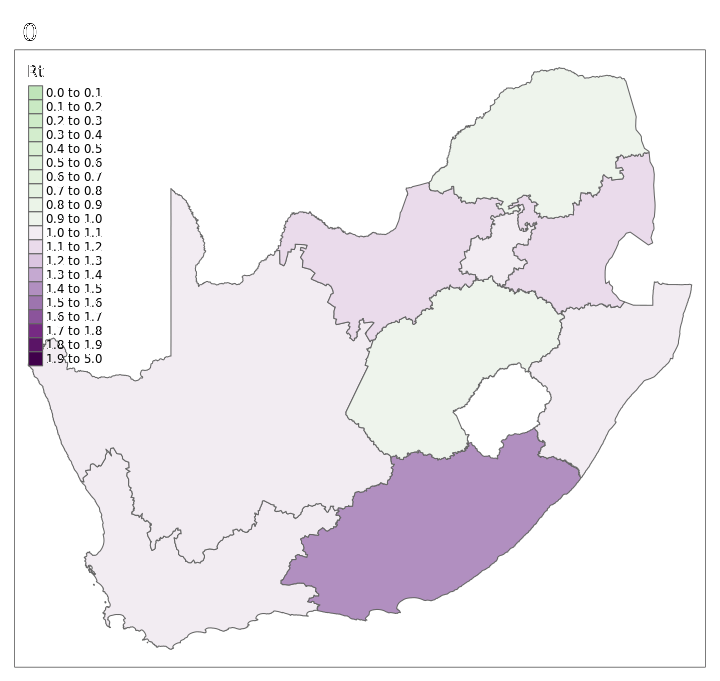 0
Rt
0.0 to 0.1
0.1 to 0.2
0.2 to 0.3
0.3 to 0.4
0.4 to 0.5
0.5 to 0.6
0.6 to 0.7
0.7 to 0.8
0.8 to 0.9
0.9 to 1.0
1.0 to 1.1
1.1 to 1.2
1.2 to 1.3
1.3 to 1.4
1.4 to 1.5
1.5 to 1.6
1.6 to 1.7
1.7 to 1.8
1.8 to 1.9
1.9 to 5.0